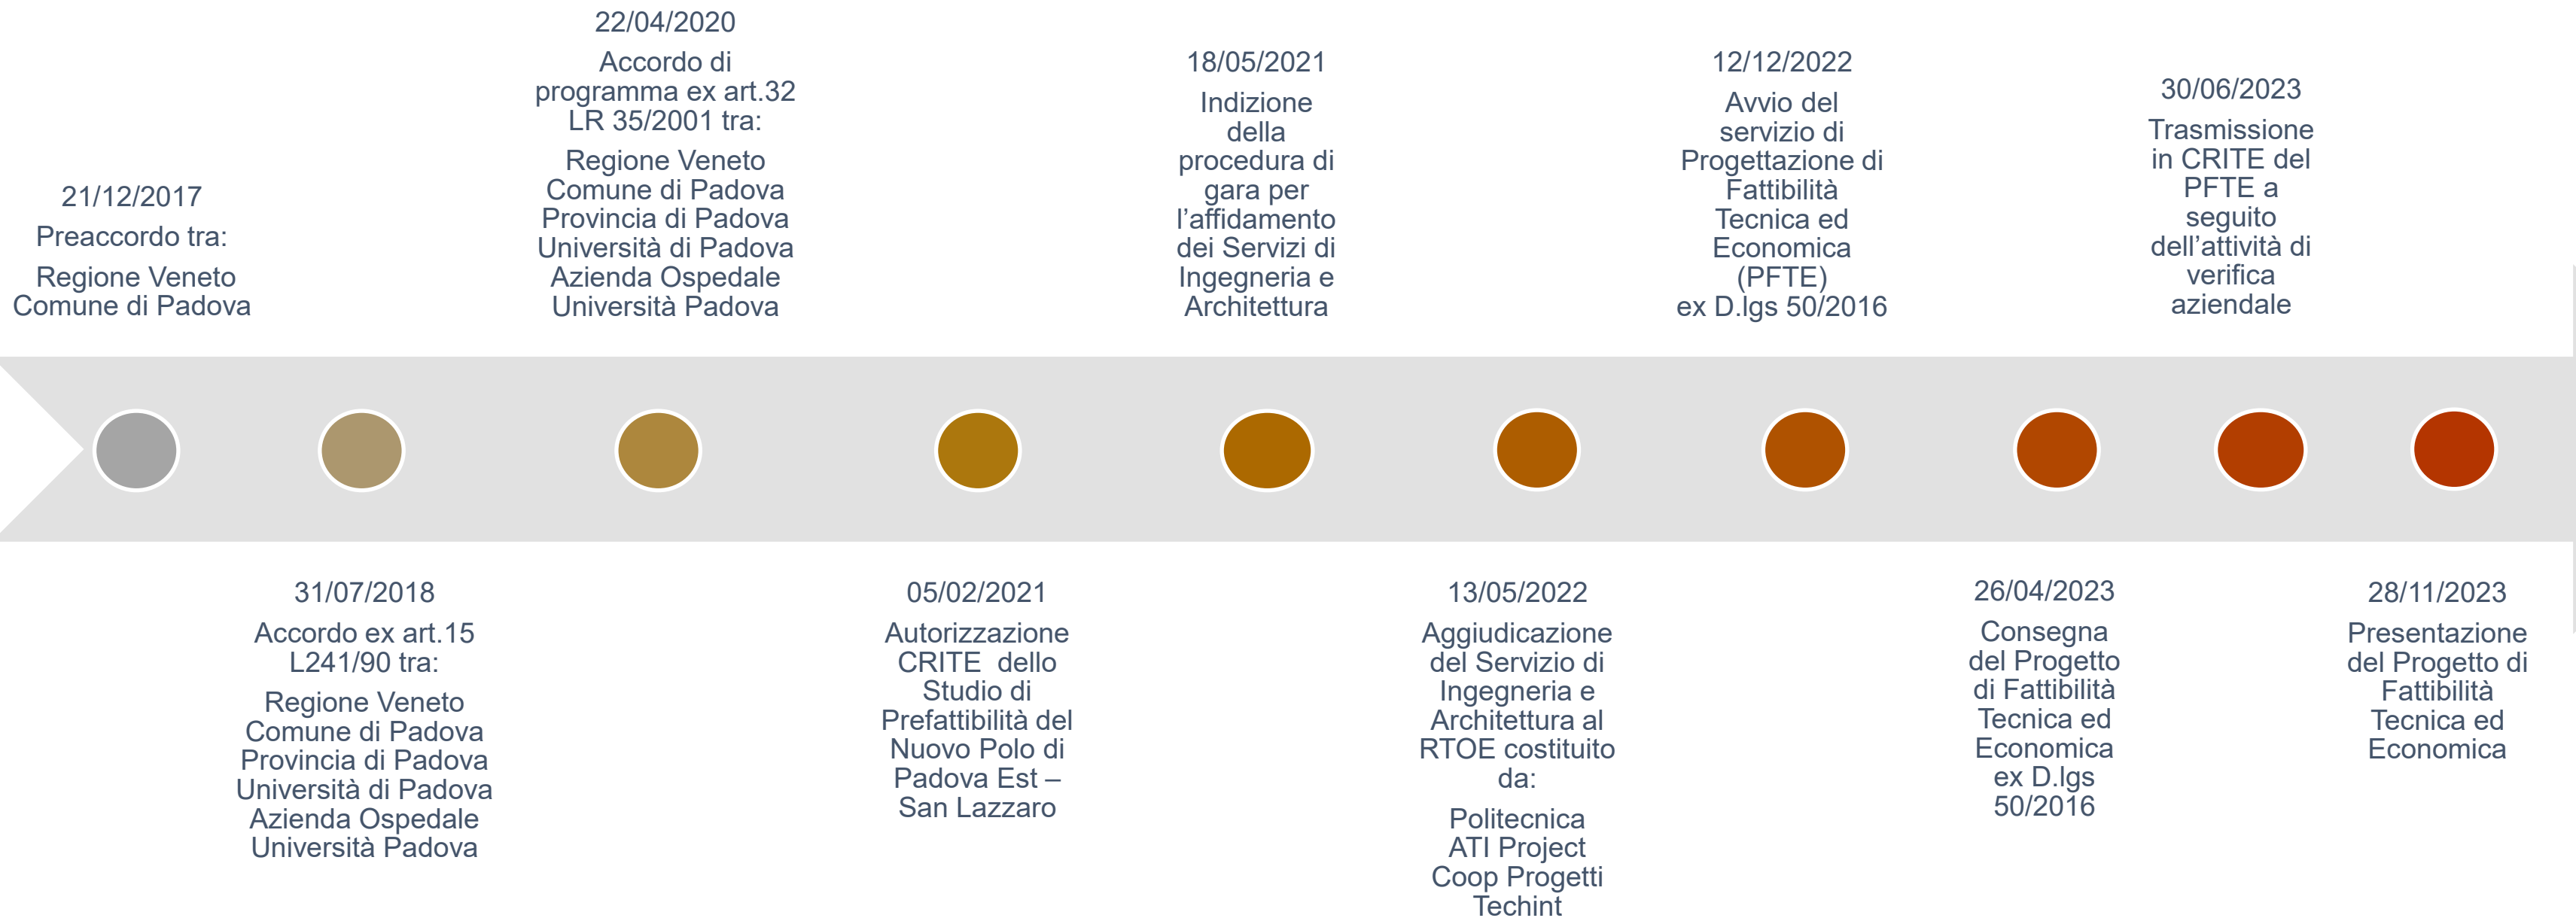 21/12/2017
Preaccordo tra:
Regione Veneto
Comune di Padova
31/07/2018
Accordo ex art.15
L241/90 tra:
Regione Veneto
Comune di Padova
Provincia di Padova
Università di Padova
Azienda Ospedale
Università Padova
22/04/2020
Accordo di
programma ex art.32
LR 35/2001 tra:
Regione Veneto
Comune di Padova
Provincia di Padova
Università di Padova
Azienda Ospedale
Università Padova
05/02/2021
Autorizzazione
CRITE  dello
Studio di
Prefattibilità del
Nuovo Polo di
Padova Est –
San Lazzaro
18/05/2021
Indizione
della
procedura di
gara per
l’affidamento
dei Servizi di
Ingegneria e
Architettura
13/05/2022
Aggiudicazione
del Servizio di
Ingegneria e
Architettura al
RTOE costituito
da:
Politecnica
ATI Project
Coop Progetti
Techint
12/12/2022
Avvio del
servizio di
Progettazione di
Fattibilità
Tecnica ed
Economica
(PFTE)
ex D.lgs 50/2016
26/04/2023
Consegna
del Progetto
di Fattibilità
Tecnica ed
Economica
ex D.lgs
50/2016
30/06/2023
Trasmissione
in CRITE del
PFTE a
seguito
dell’attività di
verifica
aziendale
28/11/2023
Presentazione
del Progetto di
Fattibilità
Tecnica ed
Economica